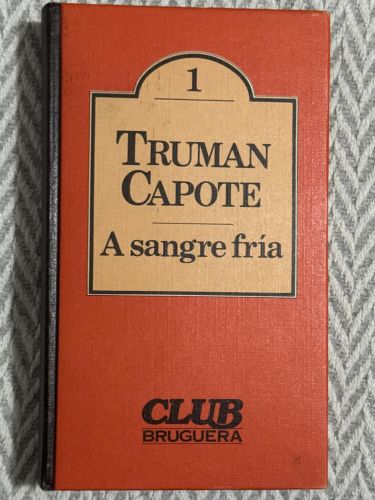 1
TRUMAN
CAPOTE
A sangre fría
CLUB
BRUGUERA